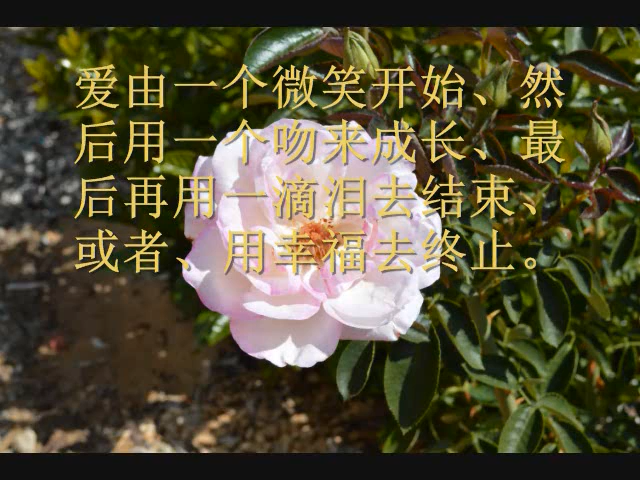 爱由一个微笑开始、然
后用一个吻来成长、最
后再用一滴泪去结束、
或者、用幸福去终止。